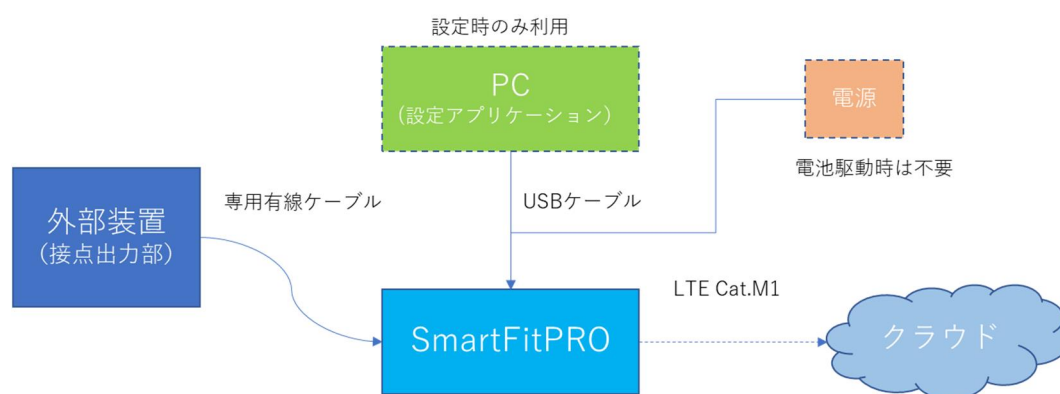 設定時のみ利用
PC
（設定アプリケーション）
電源
電池駆動時は不要
外部装置
（接点出力部）
専用有線ケーブル
USBケーブル
LTE Cat.M1
SmartFitPRO
クラウド